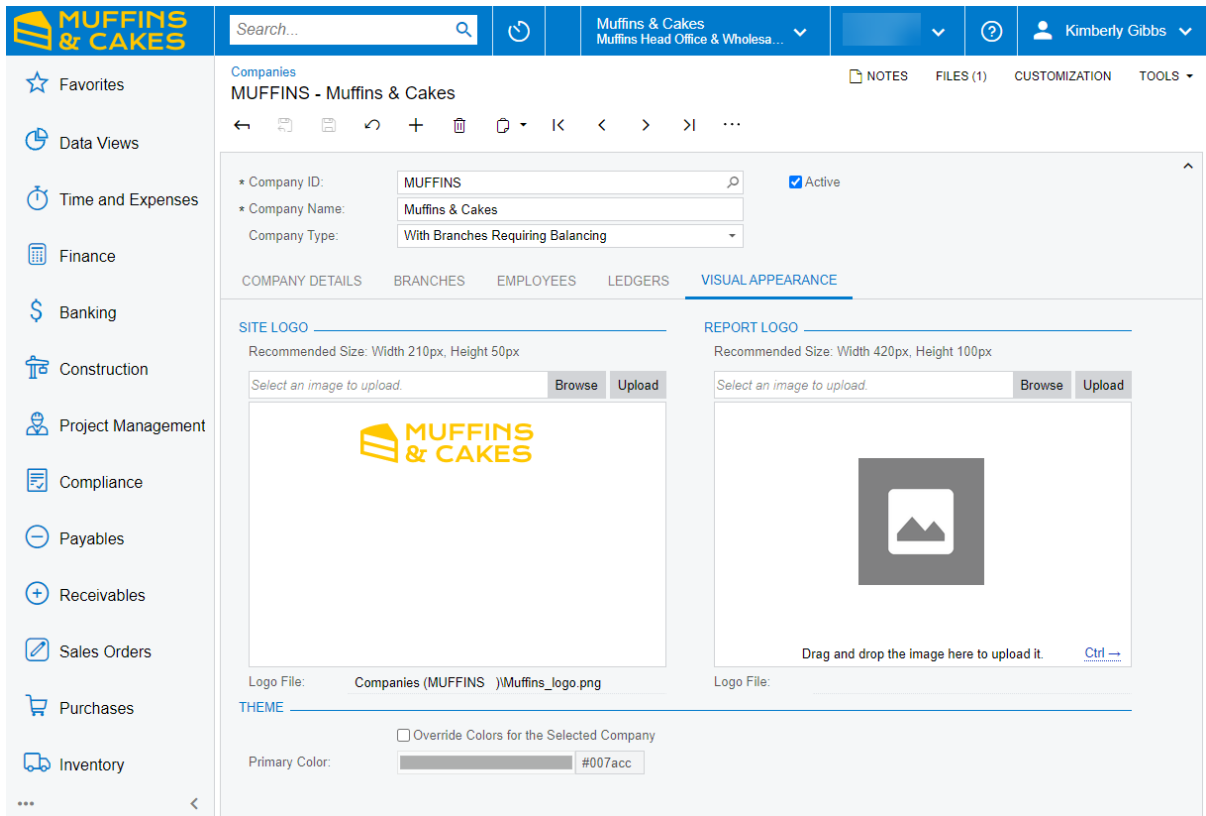 MUFFINS
& CAKES
Search...
Muffins & Cakes
Muffins Head Office & Wholesa...
Kimberly Gibbs
Favorites
Data Views
Time and Expenses
Finance
Banking
Construction
Project Management
Compliance
Payables
Receivables
Sales Orders
Purchases
Inventory
Companies
MUFFINS - Muffins & Cakes
NOTES FILES (1) CUSTOMIZATION TOOLS
* Company ID: MUFFINS Active
* Company Name: Muffins & Cakes
Company Type: With Branches Requiring Balancing
COMPANY DETAILS BRANCHES EMPLOYEES LEDGERS VISUAL APPEARANCE
SITE LOGO
Recommended Size: Width 210px, Height 50px
Select an image to upload. Browse Upload
MUFFINS
& CAKES
Logo File: Companies (MUFFINS )\Muffins_logo.png
REPORT LOGO
Recommended Size: Width 420px, Height 100px
Select an image to upload. Browse Upload
Drag and drop the image here to upload it. Ctrl →
Logo File:
THEME
Override Colors for the Selected Company
Primary Color: #007acc